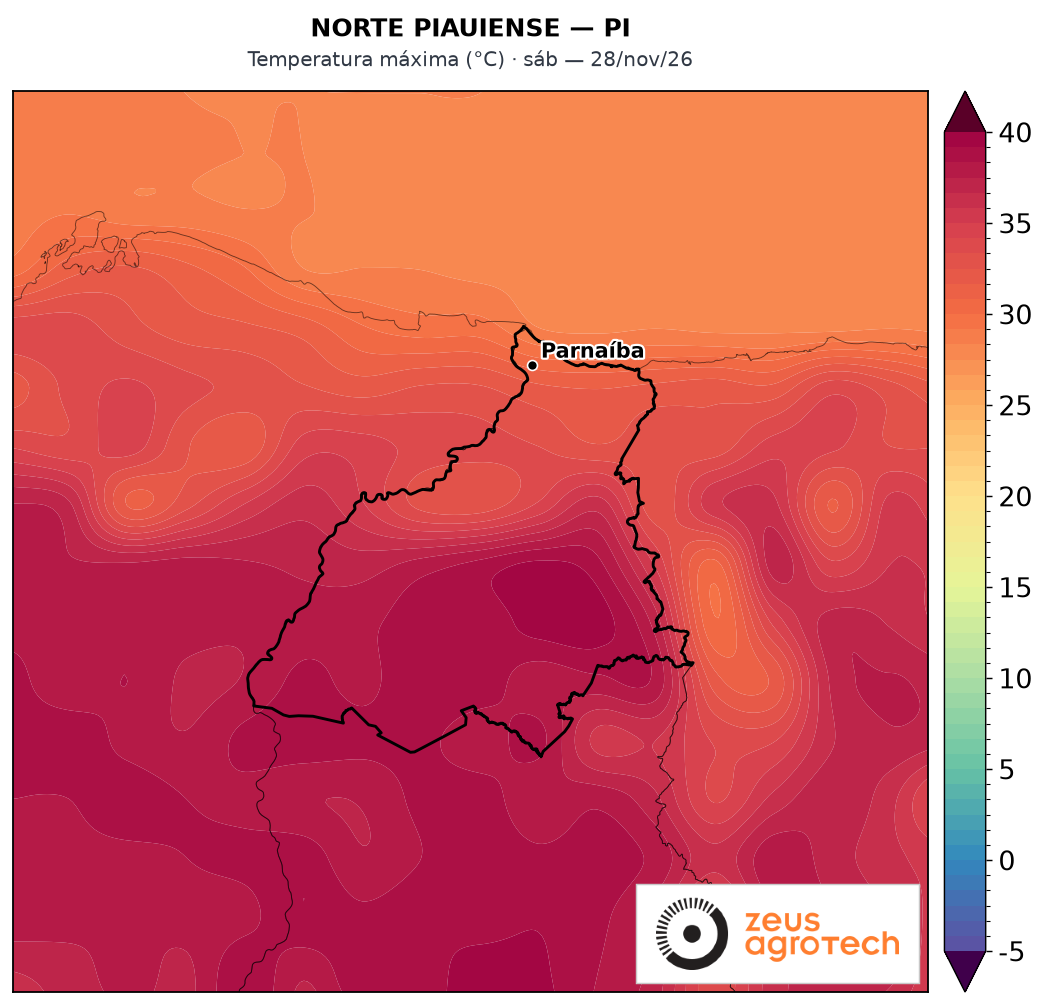 NORTE PIAUIENSE — PI
Temperatura máxima (°C) · sáb — 28/nov/26
Parnaíba
40
35
30
25
20
15
10
5
0
-5
zeus
agrotech